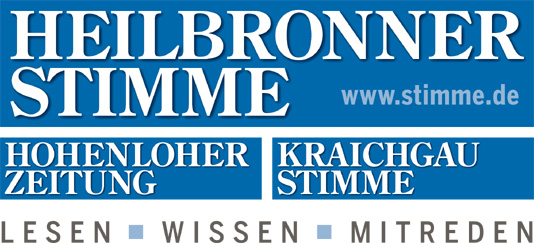 HEILBRONNER
STIMME
www.stimme.de
HOHENLOHER
ZEITUNG
KRAICHGAU
STIMME
LESEN ■ WISSEN ■ MITREDEN